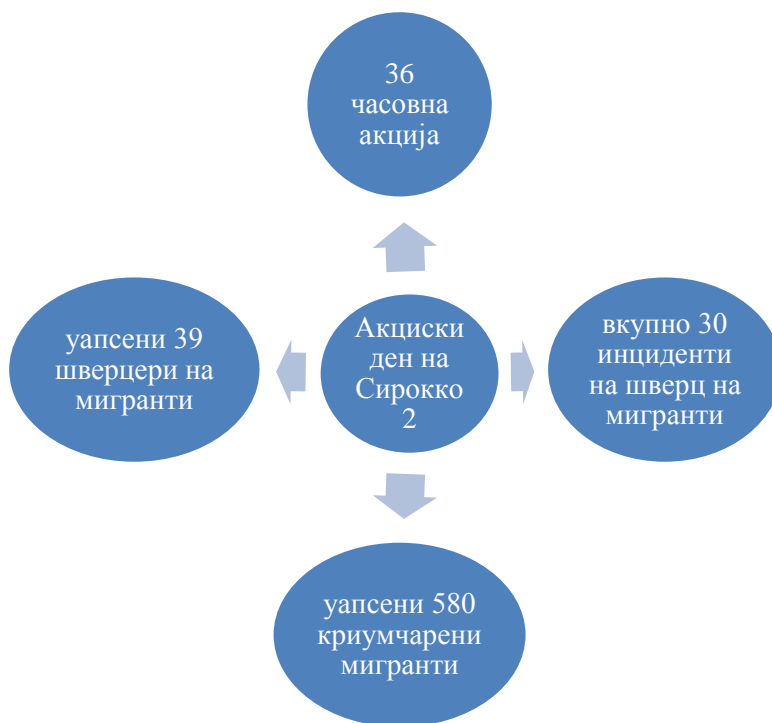 36
часовна
акција
уапсени 39
шверцери на
мигранти
Акциски
ден на
Сирокко
2
вкупно 30
инциденти
на шверц на
мигранти
уапсени 580
криумчарени
мигранти